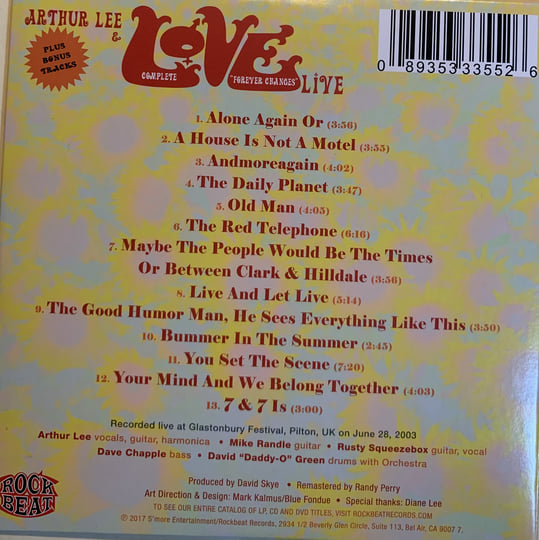 ARTHUR LEE
&
LOVE
COMPLETE "FOREVER CHANGES" LIVE
PLUS
BONUS
TRACKS
0 89353 33552 6
1. Alone Again Or (3:56)
2. A House Is Not A Motel (3:55)
3. Andmoreagain (4:02)
4. The Daily Planet (3:47)
5. Old Man (4:05)
6. The Red Telephone (6:16)
7. Maybe The People Would Be The Times
Or Between Clark & Hilldale (3:56)
8. Live And Let Live (5:14)
9. The Good Humor Man, He Sees Everything Like This (3:50)
10. Bummer In The Summer (2:45)
11. You Set The Scene (7:20)
12. Your Mind And We Belong Together (4:03)
13. 7 & 7 Is (3:00)
Recorded live at Glastonbury Festival, Pilton, UK on June 28, 2003
Arthur Lee vocals, guitar, harmonica • Mike Randle guitar • Rusty Squeezebox guitar, vocal
Dave Chapple bass • David "Daddy-O" Green drums with Orchestra
ROCK
BEAT
Produced by David Skye • Remastered by Randy Perry
Art Direction & Design: Mark Kalmus/Blue Fondue • Special thanks: Diane Lee
TO SEE OUR ENTIRE CATALOG OF LP, CD AND DVD TITLES, VISIT ROCKBEATRECORDS.COM
© ℗ 2017 S'more Entertainment/Rockbeat Records, 2934 1/2 Beverly Glen Circle, Suite 113, Bel Air, CA 9007 7.